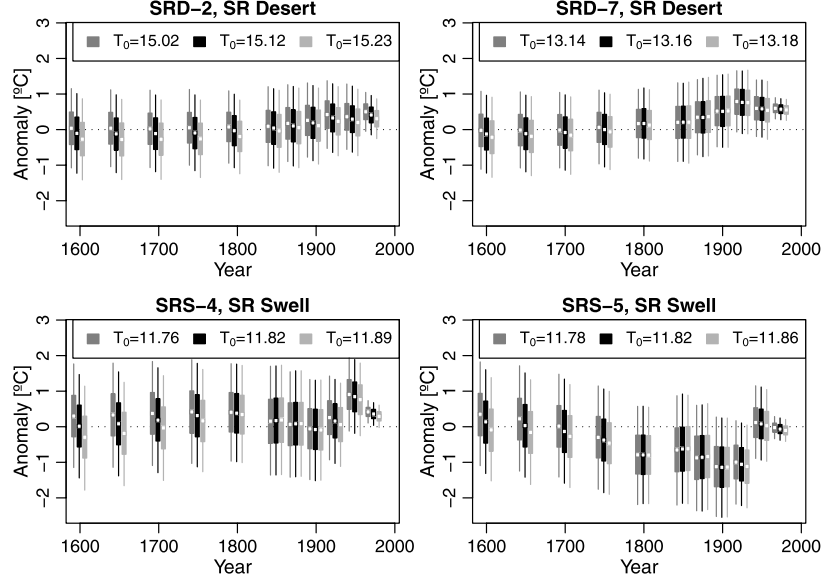 SRD−2, SR Desert
T0=15.02 T0=15.12 T0=15.23
Anomaly [ºC]
3
2
1
0
−1
−2
1600 1700 1800 1900 2000
Year
SRD−7, SR Desert
T0=13.14 T0=13.16 T0=13.18
Anomaly [ºC]
3
2
1
0
−1
−2
1600 1700 1800 1900 2000
Year
SRS−4, SR Swell
T0=11.76 T0=11.82 T0=11.89
Anomaly [ºC]
3
2
1
0
−1
−2
1600 1700 1800 1900 2000
Year
SRS−5, SR Swell
T0=11.78 T0=11.82 T0=11.86
Anomaly [ºC]
3
2
1
0
−1
−2
1600 1700 1800 1900 2000
Year